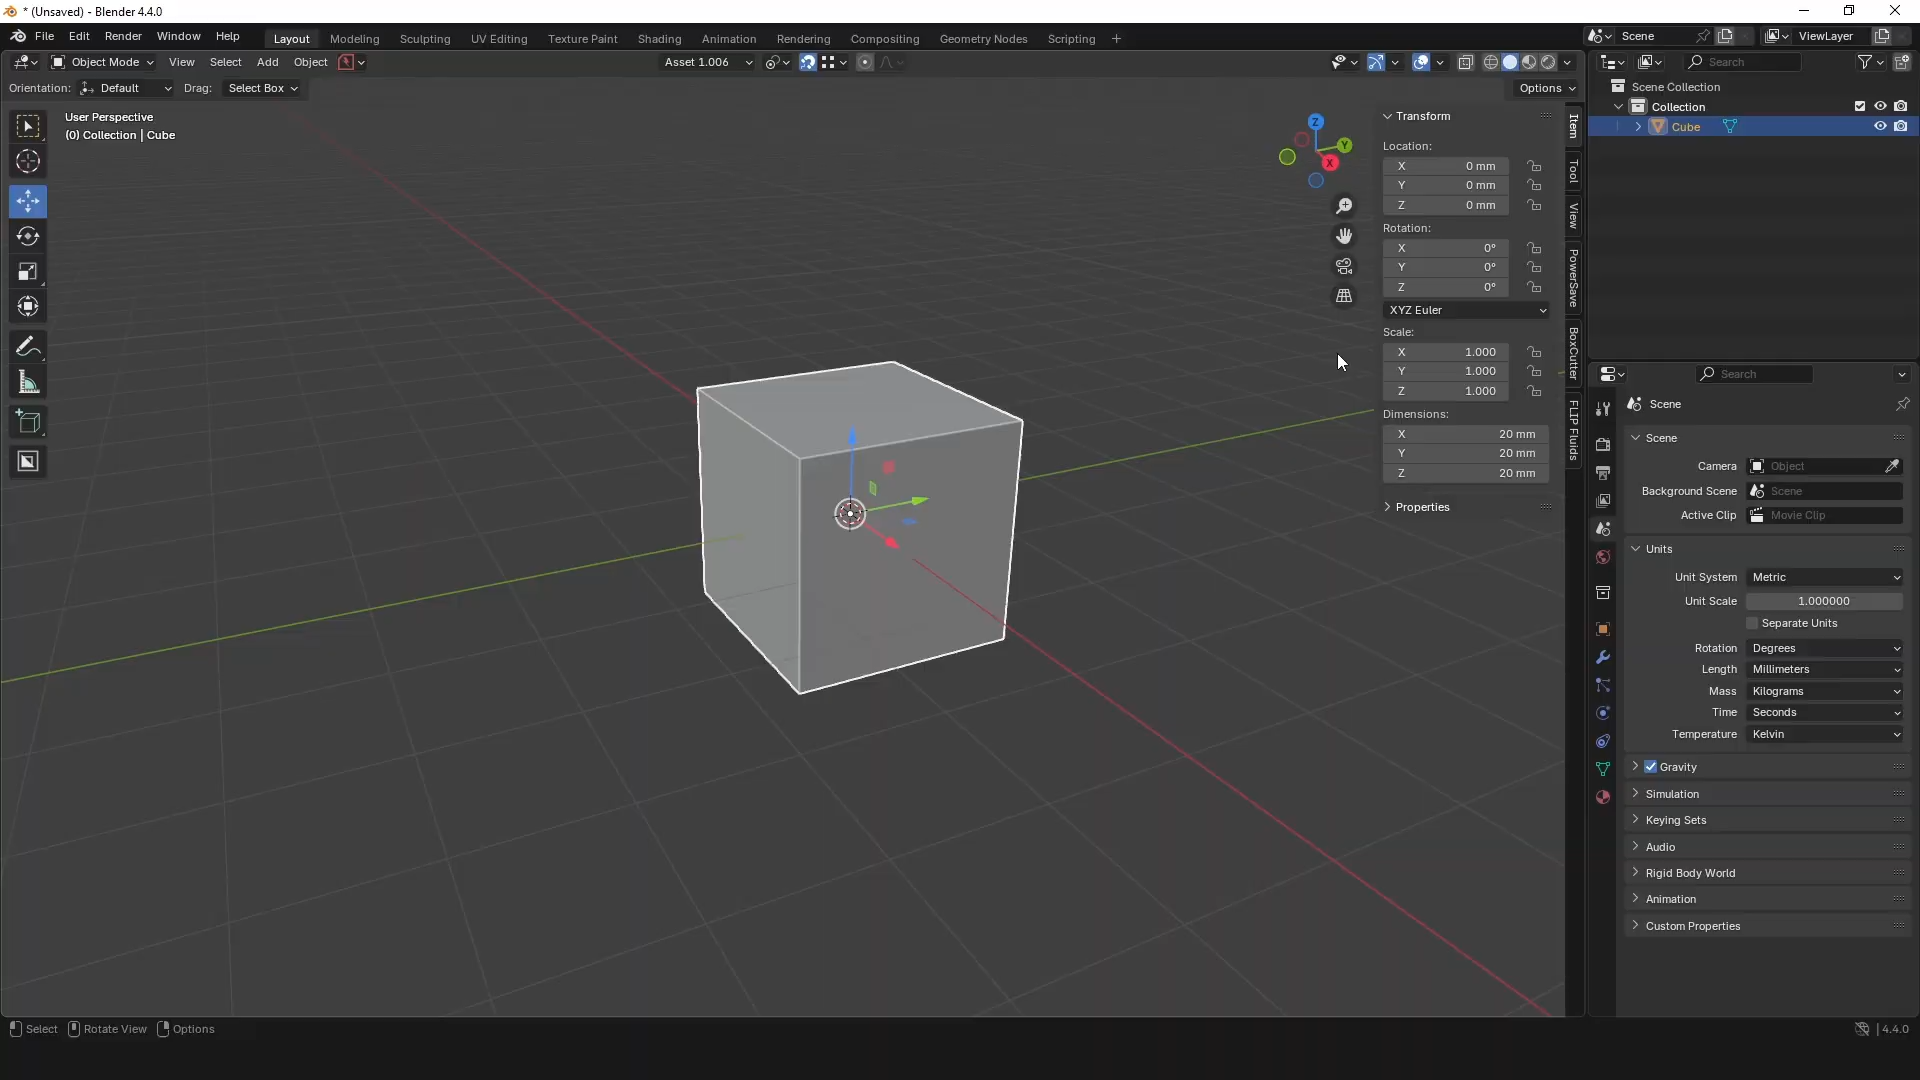 * (Unsaved) - Blender 4.4.0
File Edit Render Window Help Layout Modeling Sculpting UV Editing Texture Paint Shading Animation Rendering Compositing Geometry Nodes Scripting + Scene ViewLayer
Object Mode View Select Add Object Asset 1.006 Search
Orientation: Default Drag: Select Box Options
User Perspective
(0) Collection | Cube
Z
Y
X
Transform
Location:
X 0 mm
Y 0 mm
Z 0 mm
Rotation:
X 0°
Y 0°
Z 0°
XYZ Euler
Scale:
X 1.000
Y 1.000
Z 1.000
Dimensions:
X 20 mm
Y 20 mm
Z 20 mm
Properties
Item
Tool
View
PowerSave
BoxCutter
FLIP Fluids
Scene Collection
Collection
Cube
Search
Scene
Scene
Camera Object
Background Scene Scene
Active Clip Movie Clip
Units
Unit System Metric
Unit Scale 1.000000
Separate Units
Rotation Degrees
Length Millimeters
Mass Kilograms
Time Seconds
Temperature Kelvin
Gravity
Simulation
Keying Sets
Audio
Rigid Body World
Animation
Custom Properties
Select Rotate View Options
4.4.0